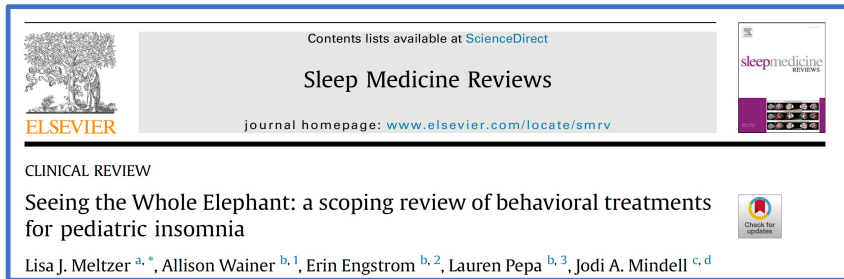 Contents lists available at ScienceDirect
Sleep Medicine Reviews
journal homepage: www.elsevier.com/locate/smrv
ELSEVIER
sleepmedicine
REVIEWS
CLINICAL REVIEW
Seeing the Whole Elephant: a scoping review of behavioral treatments
for pediatric insomnia
Check for
updates
Lisa J. Meltzer a, *, Allison Wainer b, 1, Erin Engstrom b, 2, Lauren Pepa b, 3, Jodi A. Mindell c, d